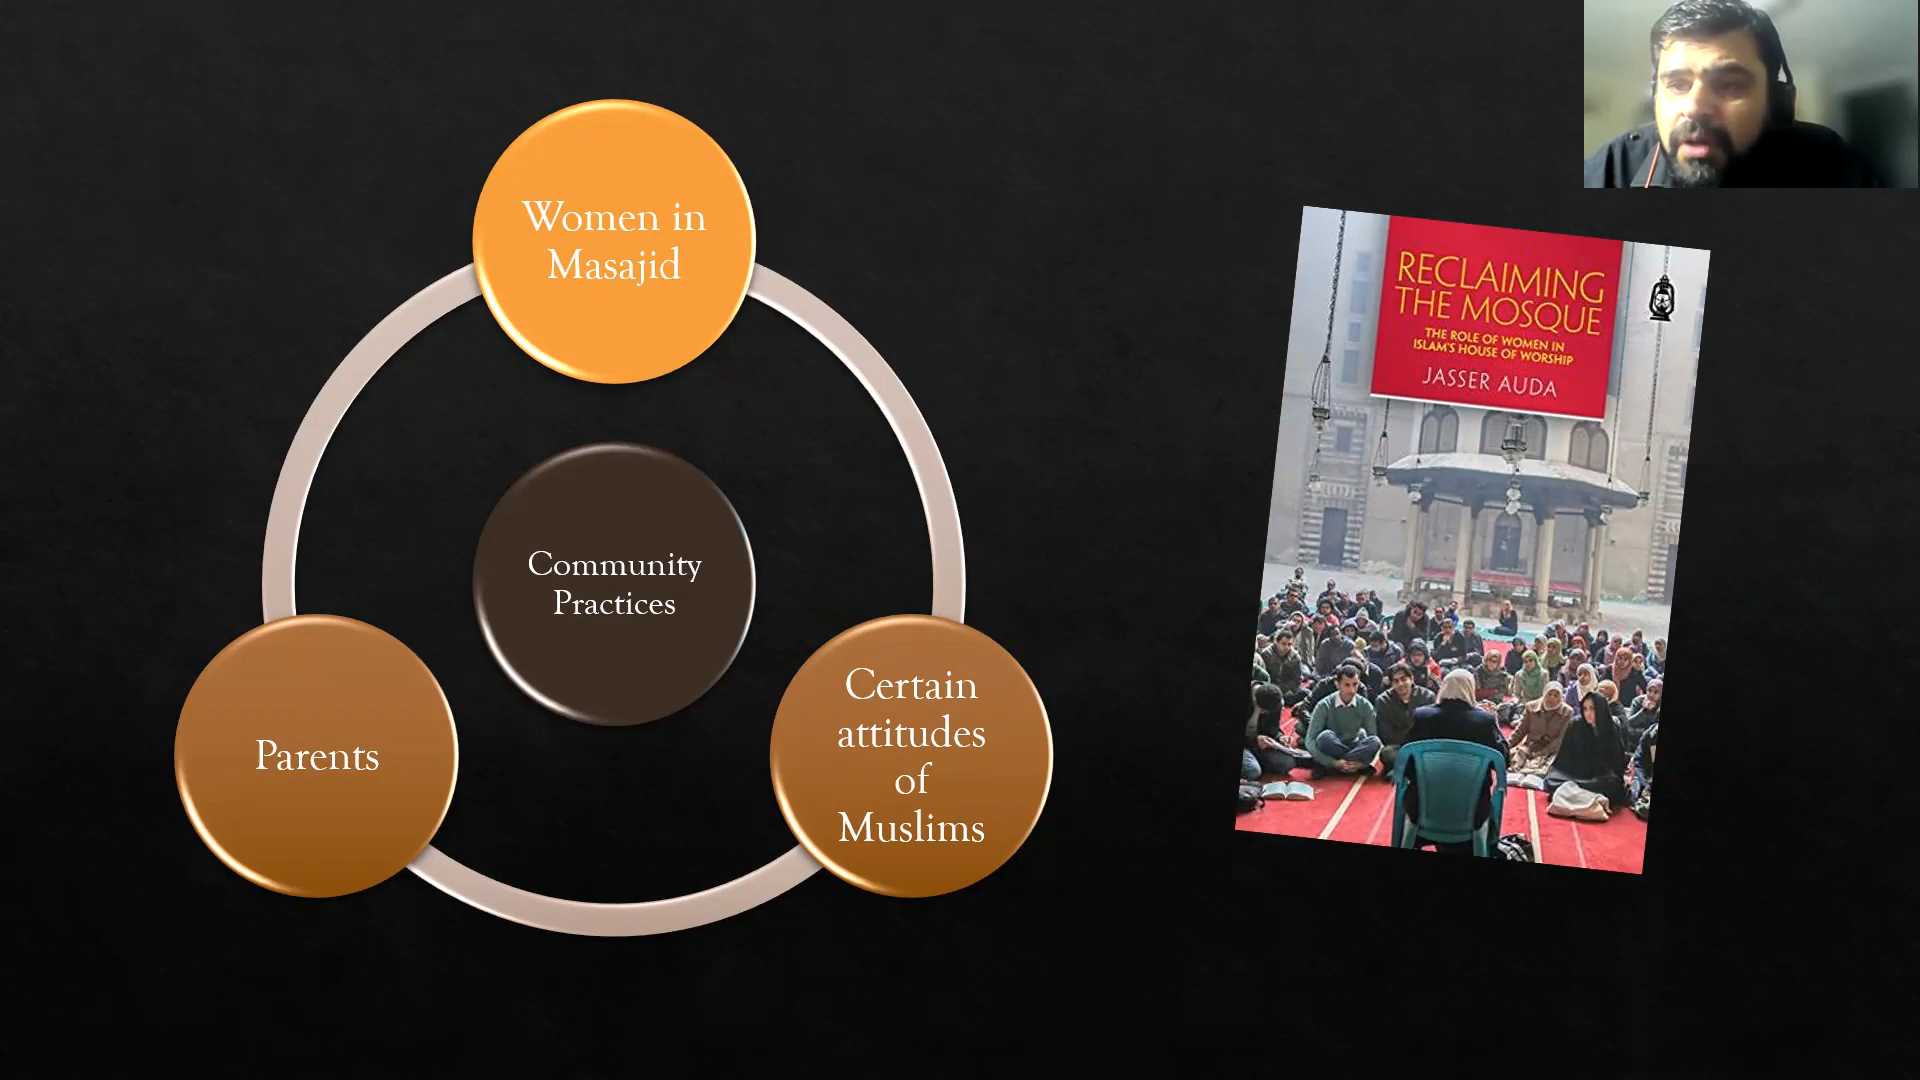 Women in
Masajid
Community
Practices
Parents
Certain
attitudes
of
Muslims
RECLAIMING
THE MOSQUE
THE ROLE OF WOMEN IN
ISLAM'S HOUSE OF WORSHIP
JASSER AUDA